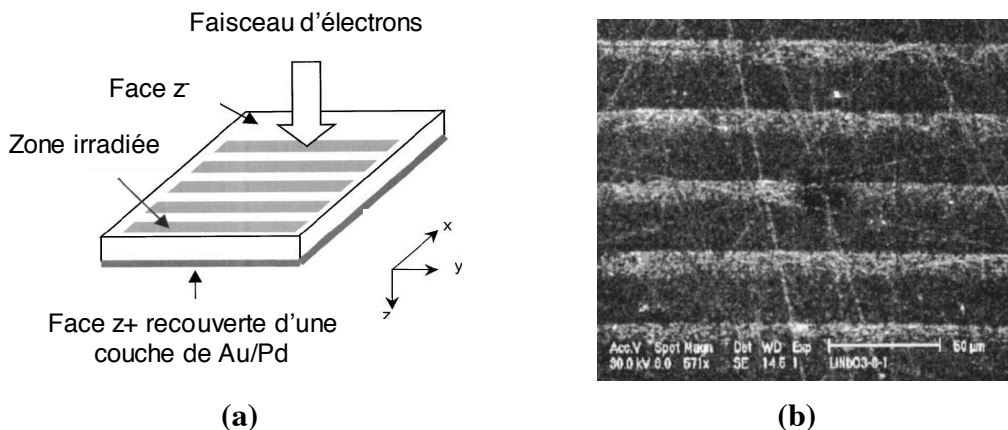 Faisceau d'électrons
Face z-
Zone irradiée
x
y
z
Face z+ recouverte d'une
couche de Au/Pd
Acc.V Spot Magn Det WD Exp 50 µm
30.0 kV 6.0 571x SE 14.6 1 LiNbO3-8-1
(a)
(b)